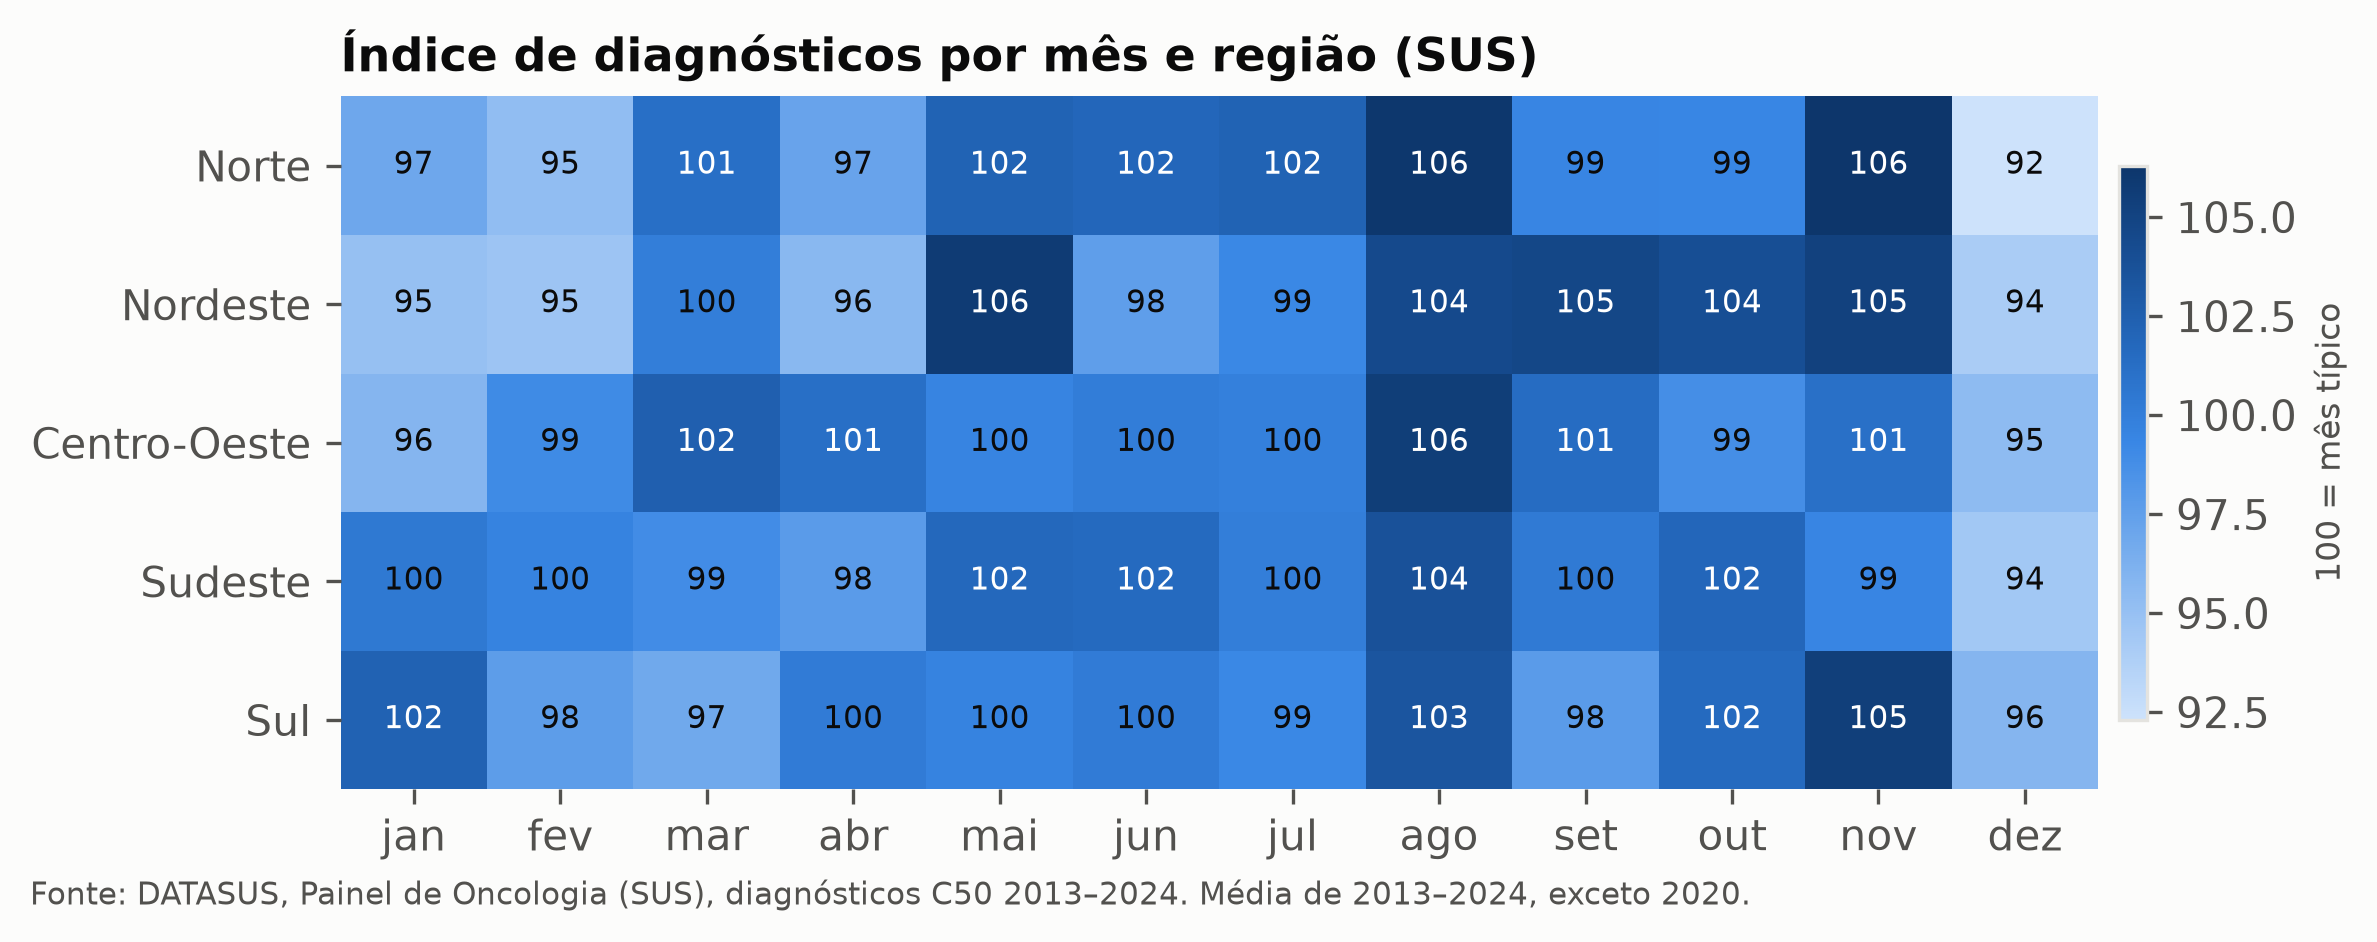 Índice de diagnósticos por mês e região (SUS)
Norte 97 95 101 97 102 102 102 106 99 99 106 92
Nordeste 95 95 100 96 106 98 99 104 105 104 105 94
Centro-Oeste 96 99 102 101 100 100 100 106 101 99 101 95
Sudeste 100 100 99 98 102 102 100 104 100 102 99 94
Sul 102 98 97 100 100 100 99 103 98 102 105 96
jan fev mar abr mai jun jul ago set out nov dez
105.0
102.5
100.0
97.5
95.0
92.5
100 = mês típico
Fonte: DATASUS, Painel de Oncologia (SUS), diagnósticos C50 2013–2024. Média de 2013–2024, exceto 2020.